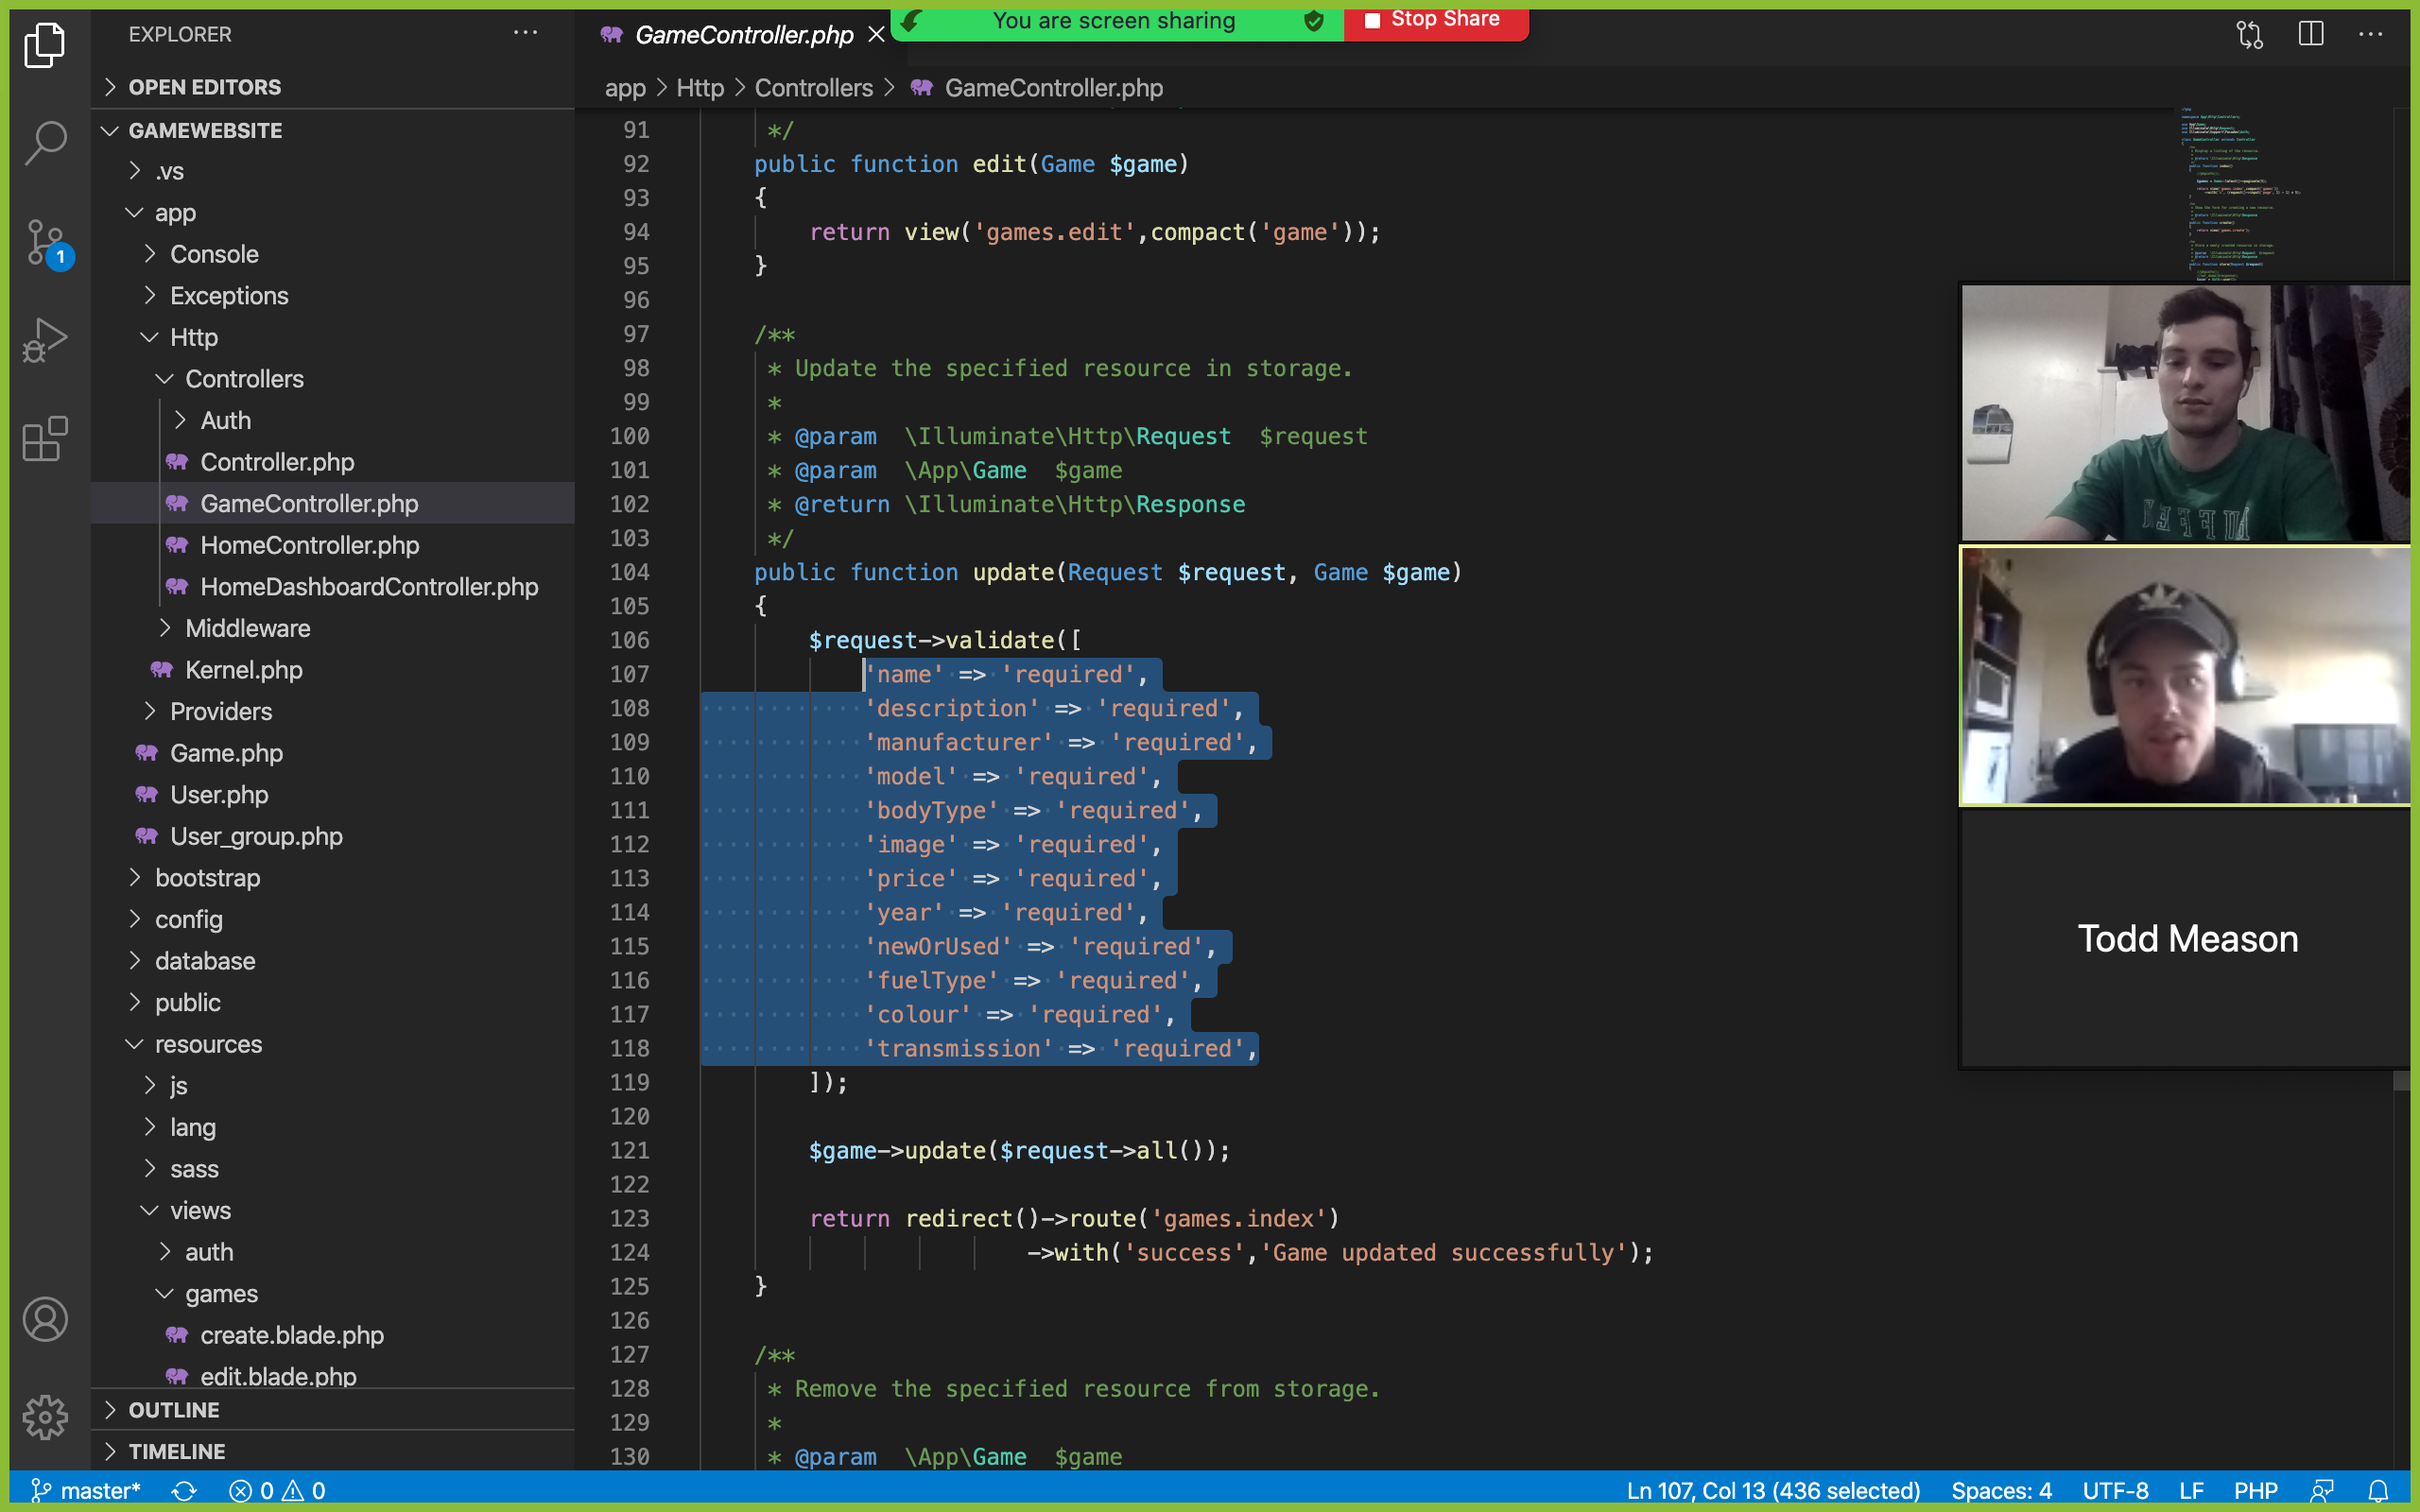 EXPLORER
OPEN EDITORS
GAMEWEBSITE
.vs
app
Console
Exceptions
Http
Controllers
Auth
Controller.php
GameController.php
HomeController.php
HomeDashboardController.php
Middleware
Kernel.php
Providers
Game.php
User.php
User_group.php
bootstrap
config
database
public
resources
js
lang
sass
views
auth
games
create.blade.php
edit.blade.php
OUTLINE
TIMELINE
1
GameController.php
You are screen sharing
Stop Share
app > Http > Controllers > GameController.php
91 */
92 public function edit(Game $game)
93 {
94 return view('games.edit',compact('game'));
95 }
96
97 /**
98 * Update the specified resource in storage.
99 *
100 * @param \Illuminate\Http\Request $request
101 * @param \App\Game $game
102 * @return \Illuminate\Http\Response
103 */
104 public function update(Request $request, Game $game)
105 {
106 $request->validate([
107 'name' => 'required',
108 'description' => 'required',
109 'manufacturer' => 'required',
110 'model' => 'required',
111 'bodyType' => 'required',
112 'image' => 'required',
113 'price' => 'required',
114 'year' => 'required',
115 'newOrUsed' => 'required',
116 'fuelType' => 'required',
117 'colour' => 'required',
118 'transmission' => 'required',
119 ]);
120
121 $game->update($request->all());
122
123 return redirect()->route('games.index')
124 ->with('success','Game updated successfully');
125 }
126
127 /**
128 * Remove the specified resource from storage.
129 *
130 * @param \App\Game $game
Todd Meason
master* 0 0
Ln 107, Col 13 (436 selected) Spaces: 4 UTF-8 LF PHP